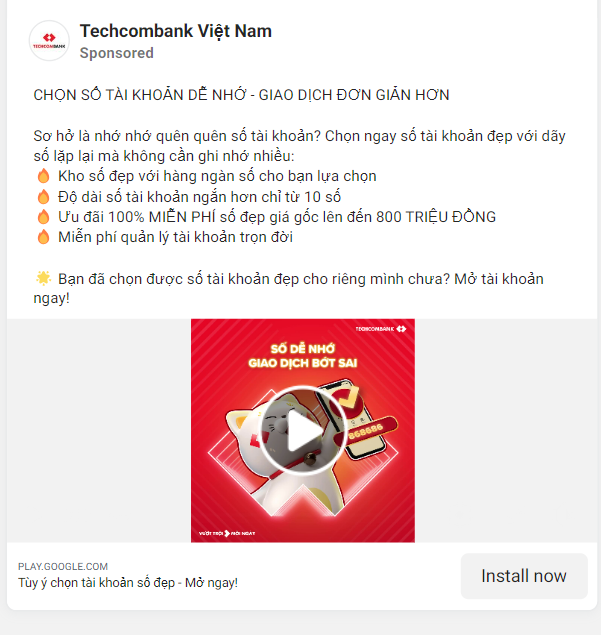 Techcombank Việt Nam
TECHCOMBANK
Sponsored
CHỌN SỐ TÀI KHOẢN DỄ NHỚ - GIAO DỊCH ĐƠN GIẢN HƠN
Sơ hở là nhớ nhớ quên quên số tài khoản? Chọn ngay số tài khoản đẹp với dãy
số lặp lại mà không cần ghi nhớ nhiều:
🔥 Kho số đẹp với hàng ngàn số cho bạn lựa chọn
🔥 Độ dài số tài khoản ngắn hơn chỉ từ 10 số
🔥 Ưu đãi 100% MIỄN PHÍ số đẹp giá gốc lên đến 800 TRIỆU ĐỒNG
🔥 Miễn phí quản lý tài khoản trọn đời
🌟 Bạn đã chọn được số tài khoản đẹp cho riêng mình chưa? Mở tài khoản
ngay!
TECHCOMBANK
SỐ DỄ NHỚ
GIAO DỊCH BỚT SAI
868686
VƯỢT TRỘI MỖI NGÀY
PLAY.GOOGLE.COM
Tùy ý chọn tài khoản số đẹp - Mở ngay!
Install now